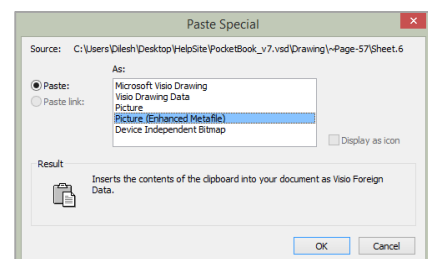 Paste Special
Source: C:\Users\Dilesh\Desktop\HelpSite\PocketBook_v7.vsd\Drawing\~Page-57\Sheet.6
As:
Paste:
Paste link:
Microsoft Visio Drawing
Visio Drawing Data
Picture
Picture (Enhanced Metafile)
Device Independent Bitmap
Display as icon
Result
Inserts the contents of the clipboard into your document as Visio Foreign
Data.
OK Cancel